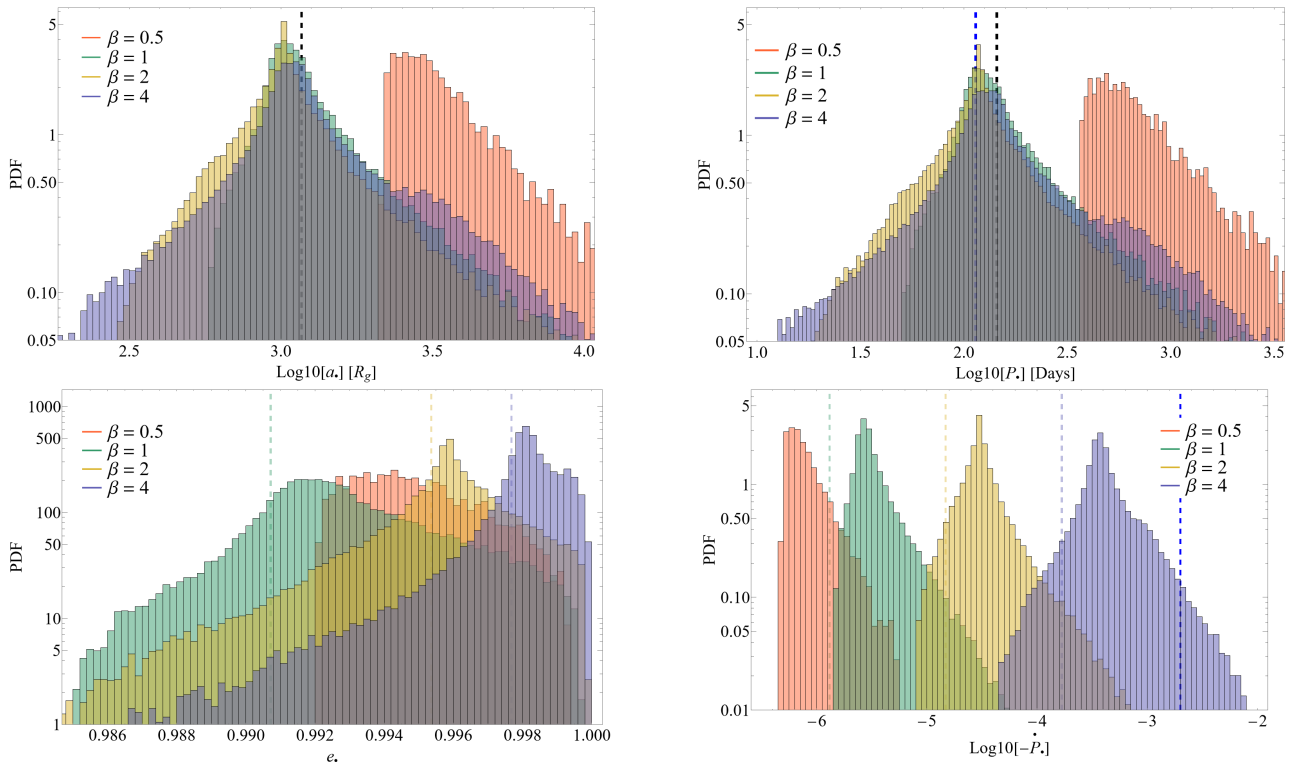 β = 0.5
β = 1
β = 2
β = 4
PDF
5
1
0.50
0.10
0.05
2.5 3.0 3.5 4.0
Log10[a•] [Rg]
β = 0.5
β = 1
β = 2
β = 4
PDF
5
1
0.50
0.10
0.05
1.0 1.5 2.0 2.5 3.0 3.5
Log10[P•] [Days]
β = 0.5
β = 1
β = 2
β = 4
PDF
1000
500
100
50
10
5
1
0.986 0.988 0.990 0.992 0.994 0.996 0.998 1.000
e•
β = 0.5
β = 1
β = 2
β = 4
PDF
5
1
0.50
0.10
0.05
0.01
−6 −5 −4 −3 −2
Log10[−Ṗ•]